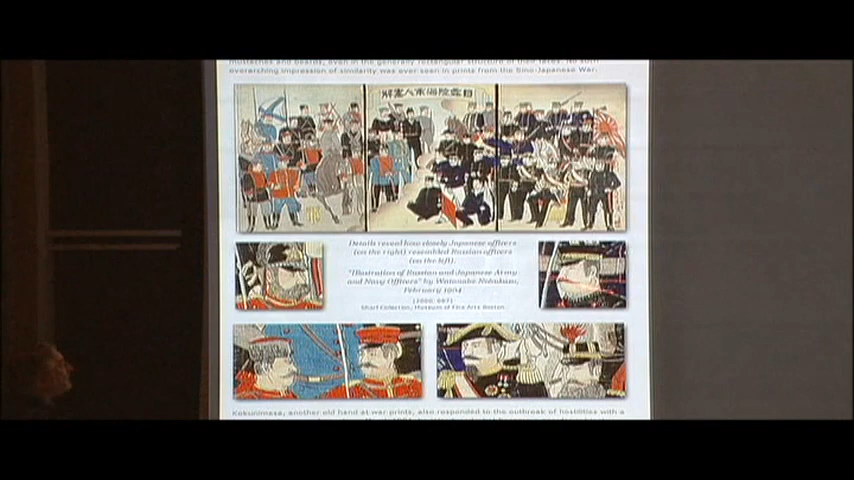 mustaches and beards, even in the generally rectangular structure of their faces. No such
overarching impression of similarity was ever seen in prints from the Sino-Japanese War.
Details reveal how closely Japanese officers
(on the right) resembled Russian officers
(on the left).
"Illustration of Russian and Japanese Army
and Navy Officers" by Watanabe Nobukazu,
February 1904
[2000.087]
Sharf Collection, Museum of Fine Arts Boston
Kokunimasa, another old hand at war prints, also responded to the outbreak of hostilities with a